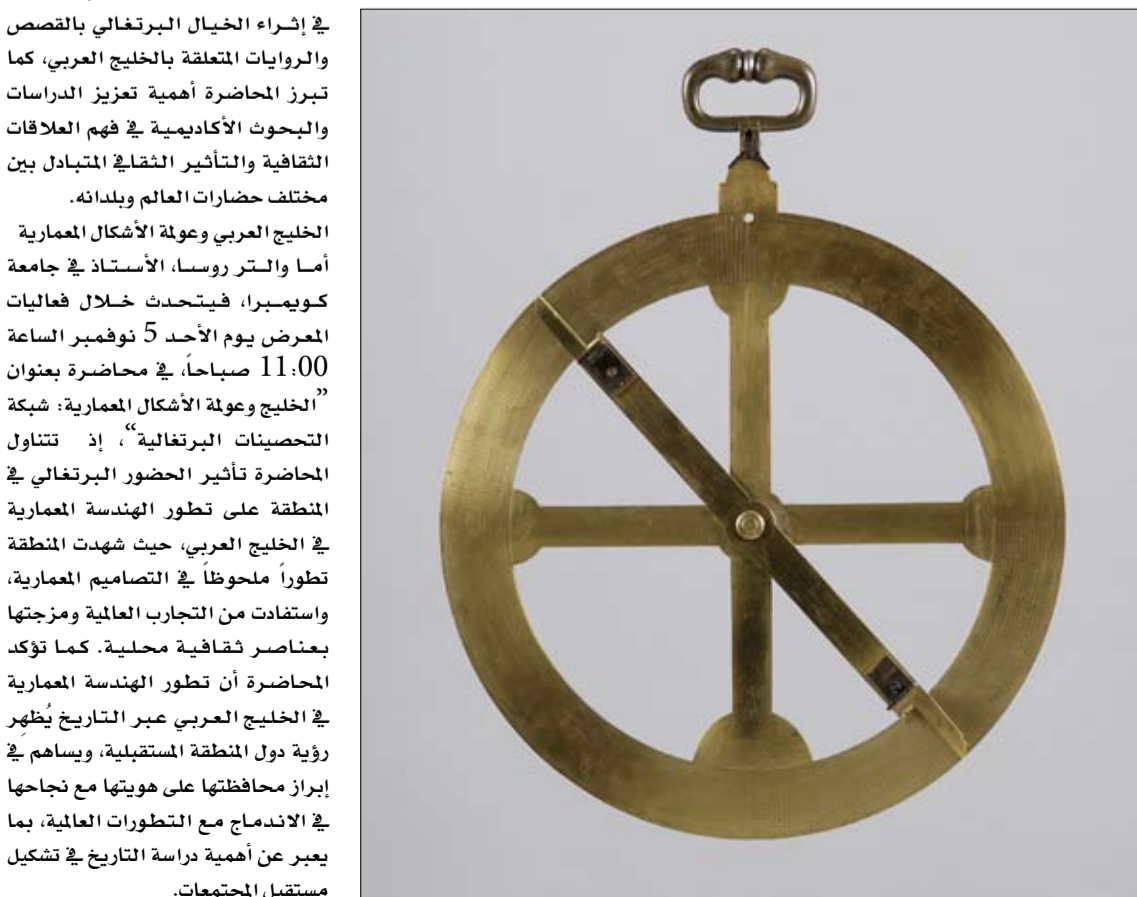 في إثراء الخيال البرتغالي بالقصص
والروايات المتعلقة بالخليج العربي، كما
تبرز المحاضرة أهمية تعزيز الدراسات
والبحوث الأكاديمية في فهم العلاقات
الثقافية والتأثير الثقافي المتبادل بين
مختلف حضارات العالم وبلدانه.
الخليج العربي وعولمة الأشكال المعمارية
أما والتر روسا، الأستاذ في جامعة
كويمبرا، فيتحدث خلال فعاليات
المعرض يوم الأحد 5 نوفمبر الساعة
11:00 صباحاً، في محاضرة بعنوان
”الخليج وعولمة الأشكال المعمارية: شبكة
التحصينات البرتغالية“، إذ تتناول
المحاضرة تأثير الحضور البرتغالي في
المنطقة على تطور الهندسة المعمارية
في الخليج العربي، حيث شهدت المنطقة
تطوراً ملحوظاً في التصاميم المعمارية،
واستفادت من التجارب العالمية ومزجتها
بعناصر ثقافية محلية. كما تؤكد
المحاضرة أن تطور الهندسة المعمارية
في الخليج العربي عبر التاريخ يُظهِر
رؤية دول المنطقة المستقبلية، ويساهم في
إبراز محافظتها على هويتها مع نجاحها
في الاندماج مع التطورات العالمية، بما
يعبر عن أهمية دراسة التاريخ في تشكيل
مستقبل المجتمعات.